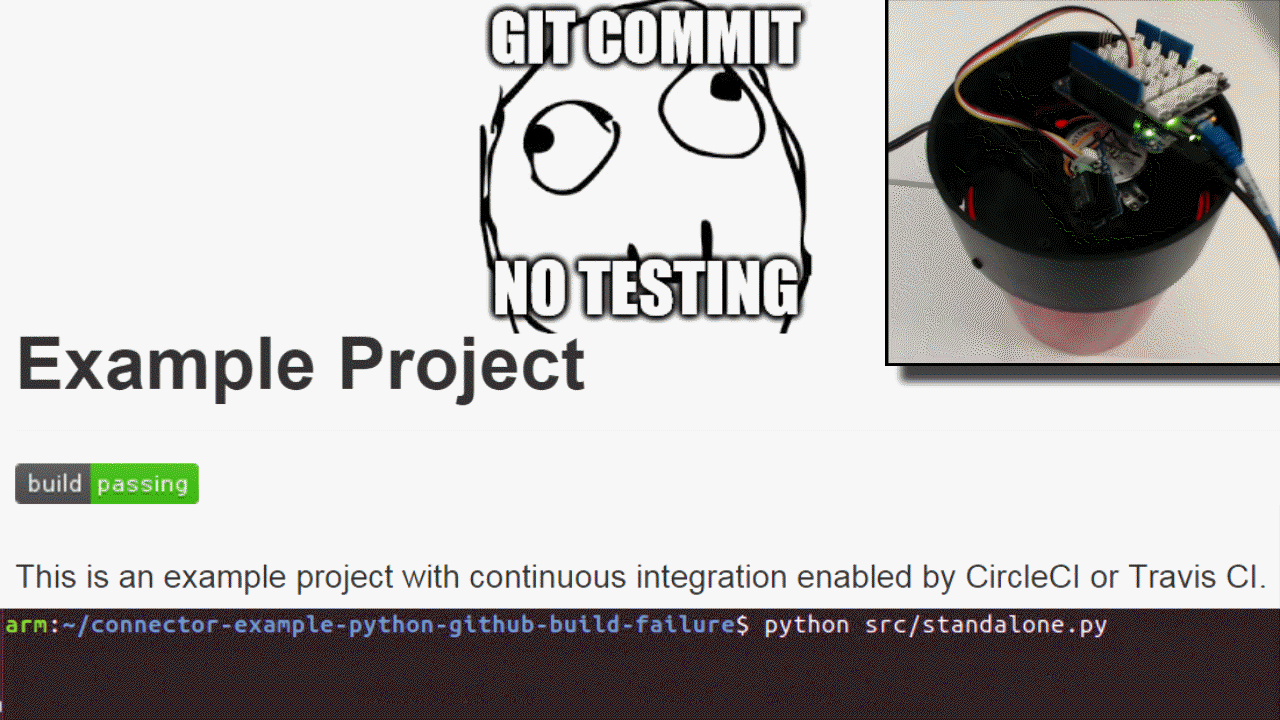 GIT COMMIT
NO TESTING
Example Project
build passing
This is an example project with continuous integration enabled by CircleCI or Travis CI.
arm:~/connector-example-python-github-build-failure$ python src/standalone.py